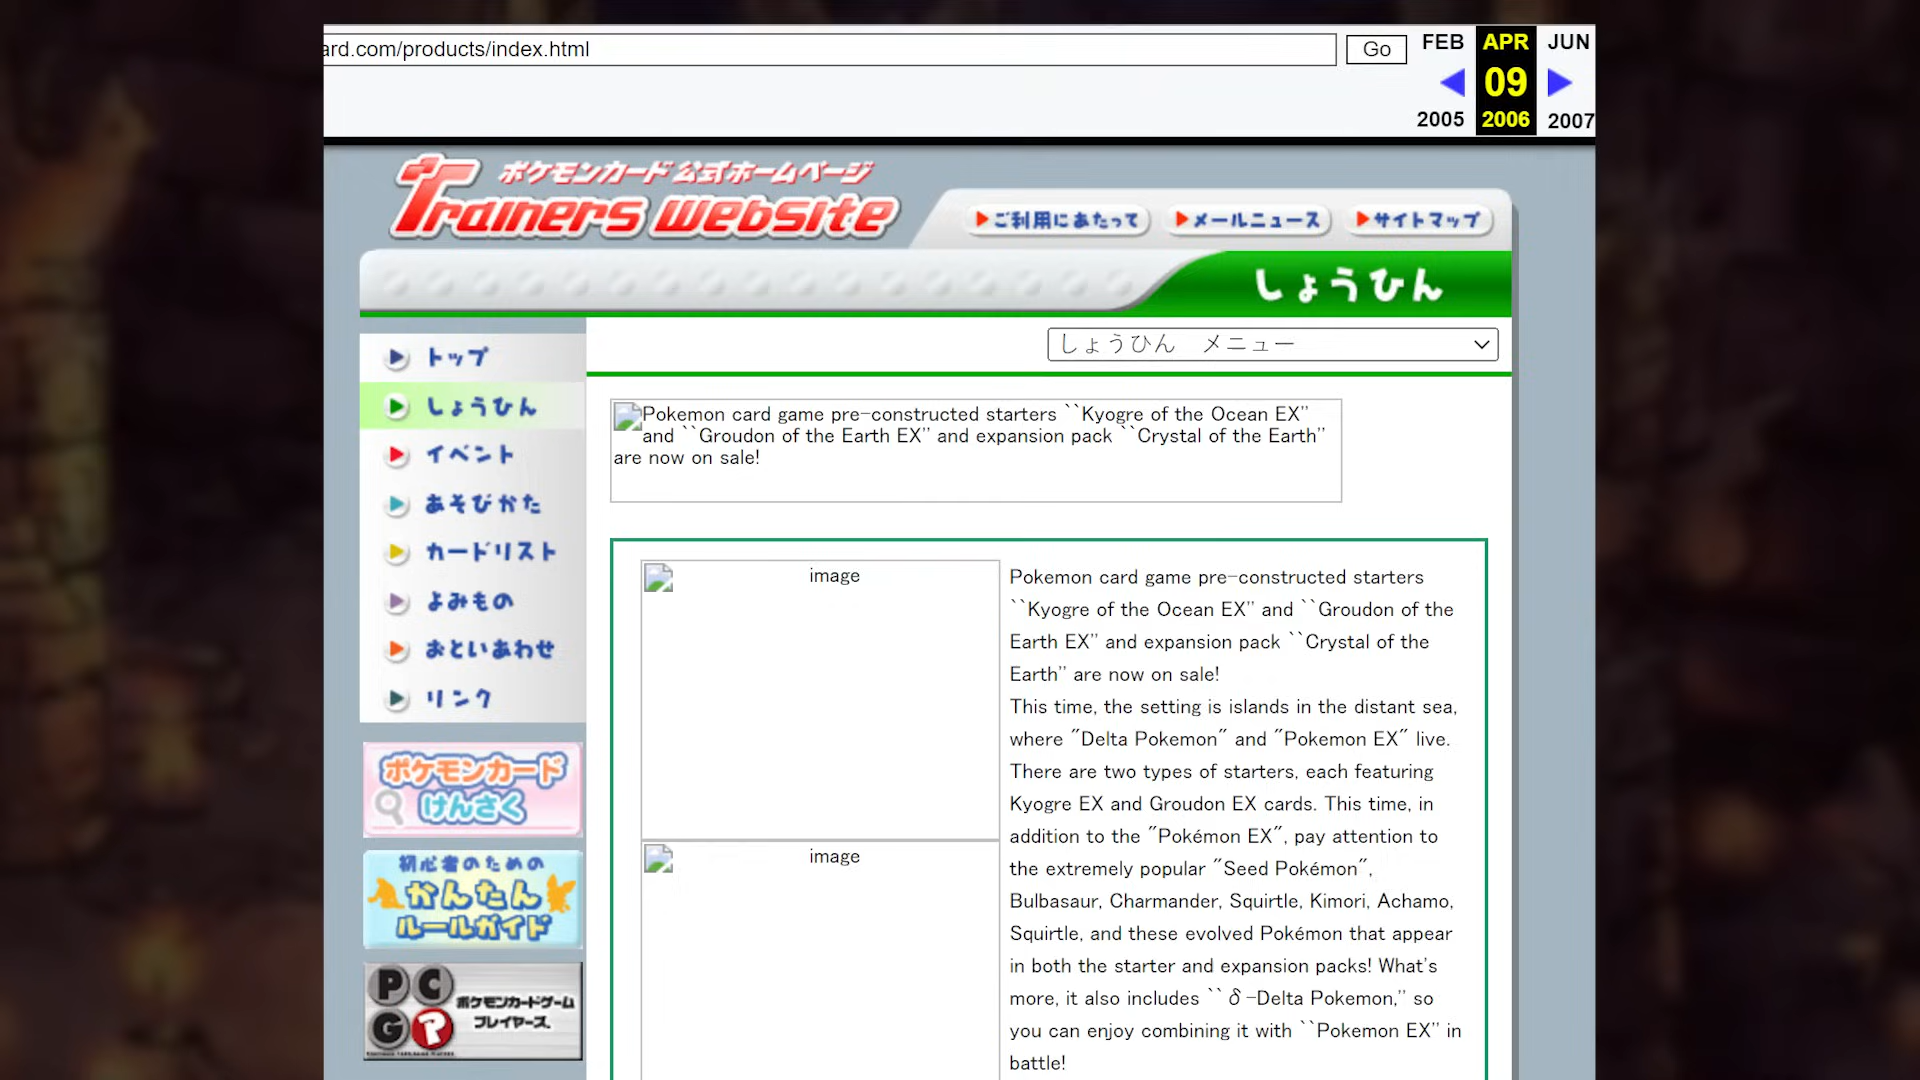 ard.com/products/index.html
Go
FEB APR JUN
09
2005 2006 2007
ポケモンカード公式ホームページ
Trainers Website
ご利用にあたって メールニュース サイトマップ
しょうひん
しょうひん　メニュー
トップ
しょうひん
イベント
あそびかた
カードリスト
よみもの
おといあわせ
リンク
ポケモンカード
けんさく
初心者のための
かんたん
ルールガイド
PC
GP
ポケモンカードゲーム
プレイヤーズ
Pokemon card game pre-constructed starters ``Kyogre of the Ocean EX''
and ``Groudon of the Earth EX'' and expansion pack ``Crystal of the Earth''
are now on sale!
image
image
Pokemon card game pre-constructed starters
``Kyogre of the Ocean EX'' and ``Groudon of the
Earth EX'' and expansion pack ``Crystal of the
Earth'' are now on sale!
This time, the setting is islands in the distant sea,
where "Delta Pokemon" and "Pokemon EX" live.
There are two types of starters, each featuring
Kyogre EX and Groudon EX cards. This time, in
addition to the "Pokémon EX", pay attention to
the extremely popular "Seed Pokémon",
Bulbasaur, Charmander, Squirtle, Kimori, Achamo,
Squirtle, and these evolved Pokémon that appear
in both the starter and expansion packs! What's
more, it also includes ``δ-Delta Pokemon,'' so
you can enjoy combining it with ``Pokemon EX'' in
battle!